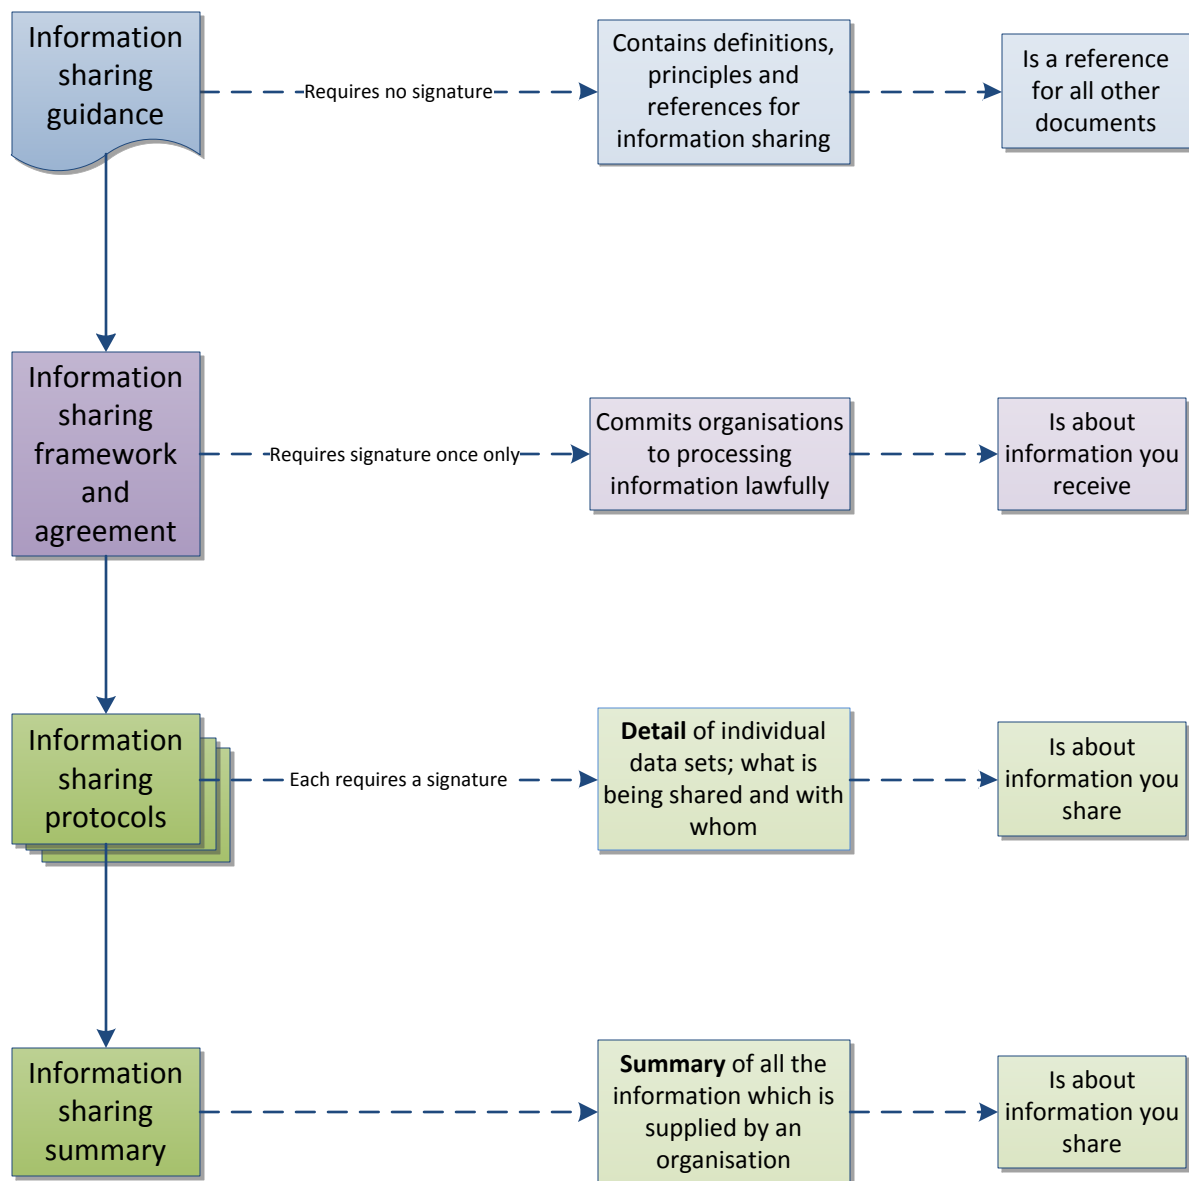 Information
sharing
guidance
Requires no signature
Contains definitions,
principles and
references for
information sharing
Is a reference
for all other
documents
Information
sharing
framework
and
agreement
Requires signature once only
Commits organisations
to processing
information lawfully
Is about
information you
receive
Information
sharing
protocols
Each requires a signature
Detail of individual
data sets; what is
being shared and with
whom
Is about
information you
share
Information
sharing
summary
Summary of all the
information which is
supplied by an
organisation
Is about
information you
share